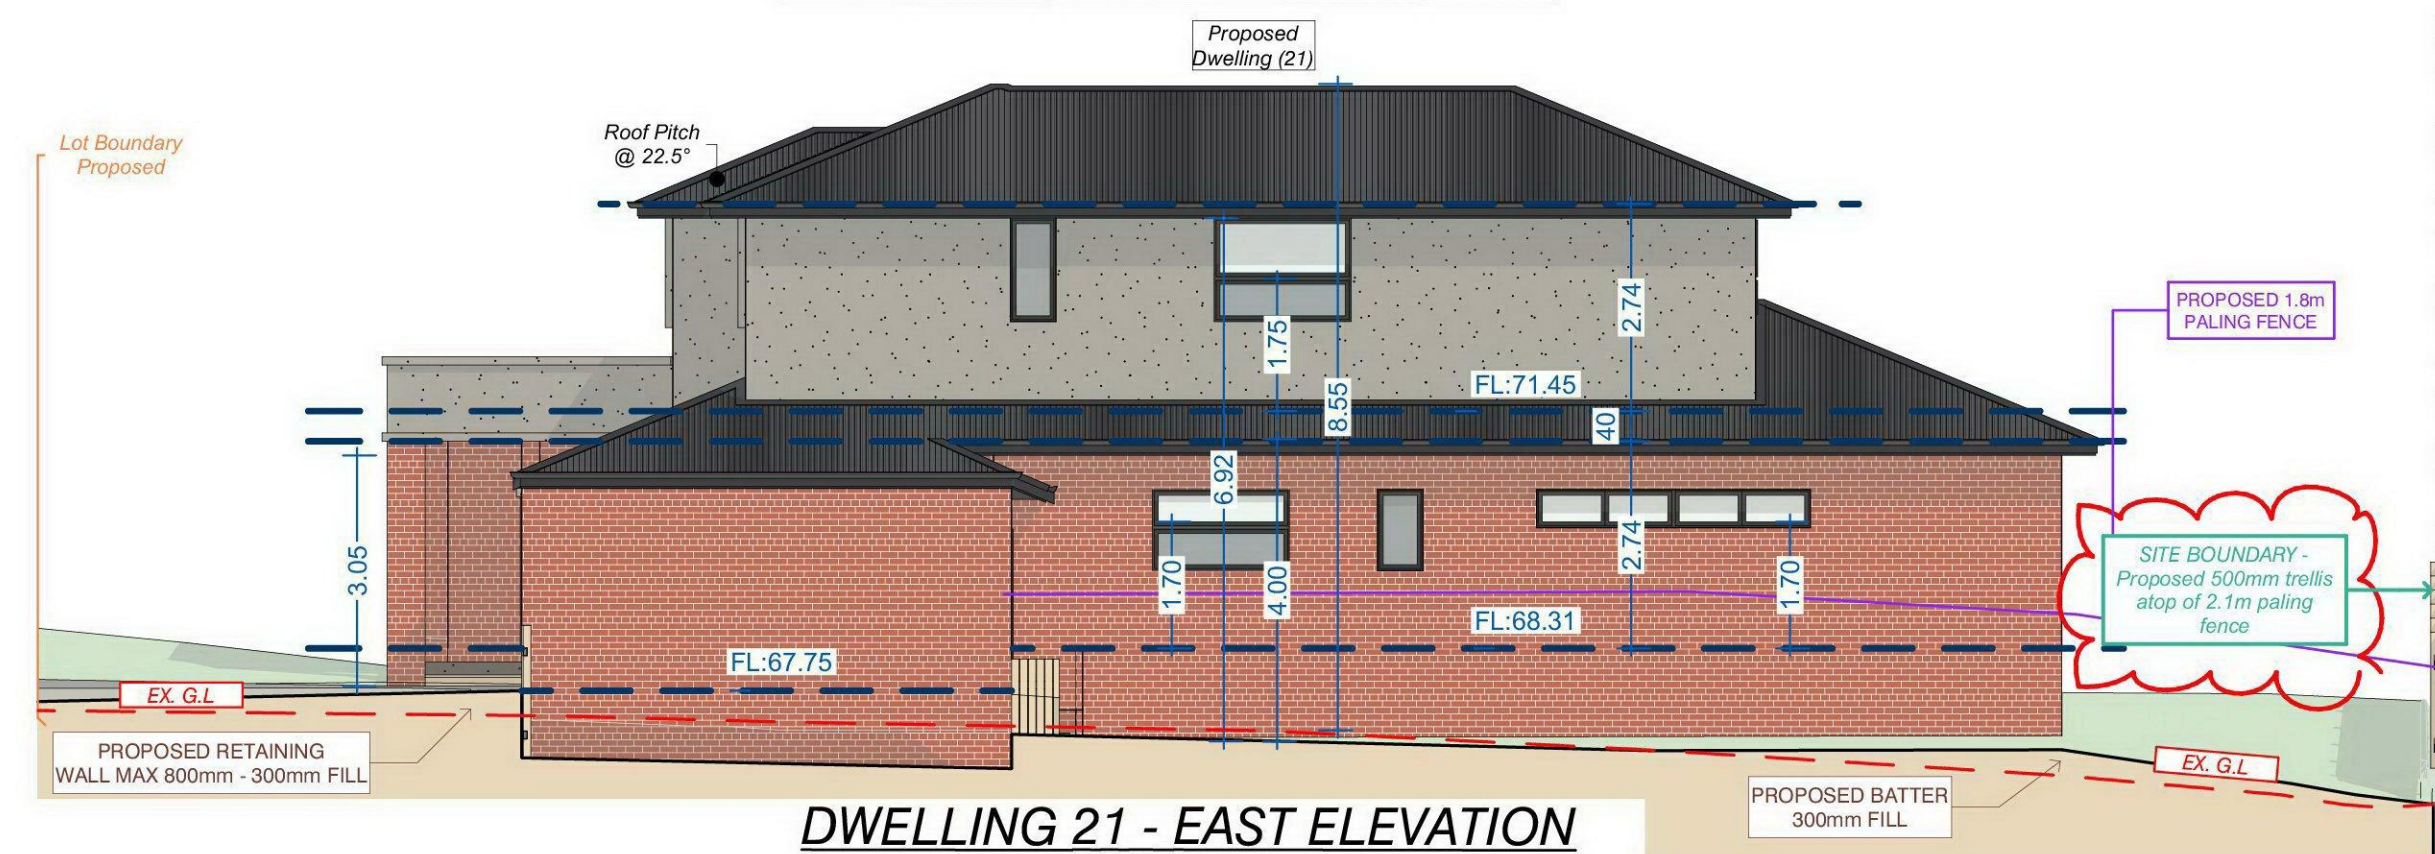 Proposed
Dwelling (21)
Lot Boundary
Proposed
Roof Pitch
@ 22.5°
PROPOSED 1.8m
PALING FENCE
2.74
1.75
8.55
FL:71.45
40
6.92
3.05
1.70
4.00
2.74
1.70
FL:68.31
SITE BOUNDARY -
Proposed 500mm trellis
atop of 2.1m paling
fence
FL:67.75
EX. G.L
PROPOSED RETAINING
WALL MAX 800mm - 300mm FILL
EX. G.L
PROPOSED BATTER
300mm FILL
DWELLING 21 - EAST ELEVATION